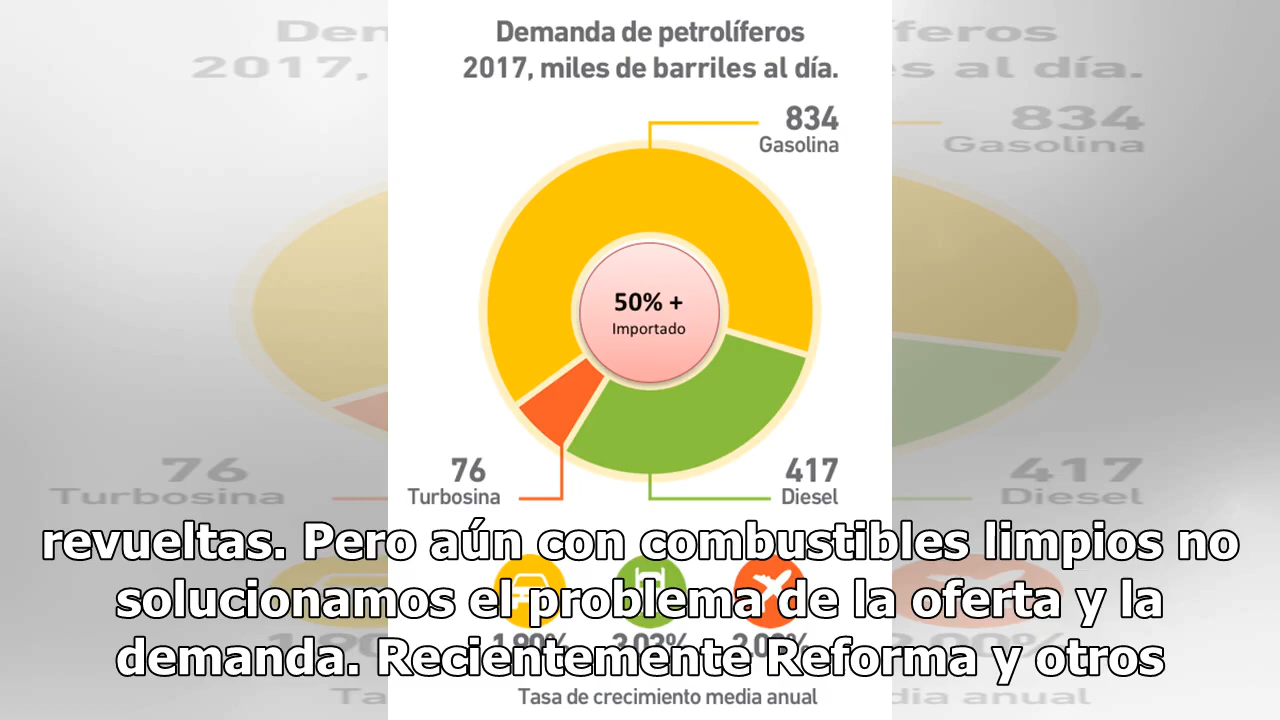 Demanda de petrolíferos
2017, miles de barriles al día.
834
Gasolina
50% +
Importado
76
Turbosina
417
Diesel
revueltas. Pero aún con combustibles limpios no
solucionamos el problema de la oferta y la
demanda. Recientemente Reforma y otros
Tasa de crecimiento media anual